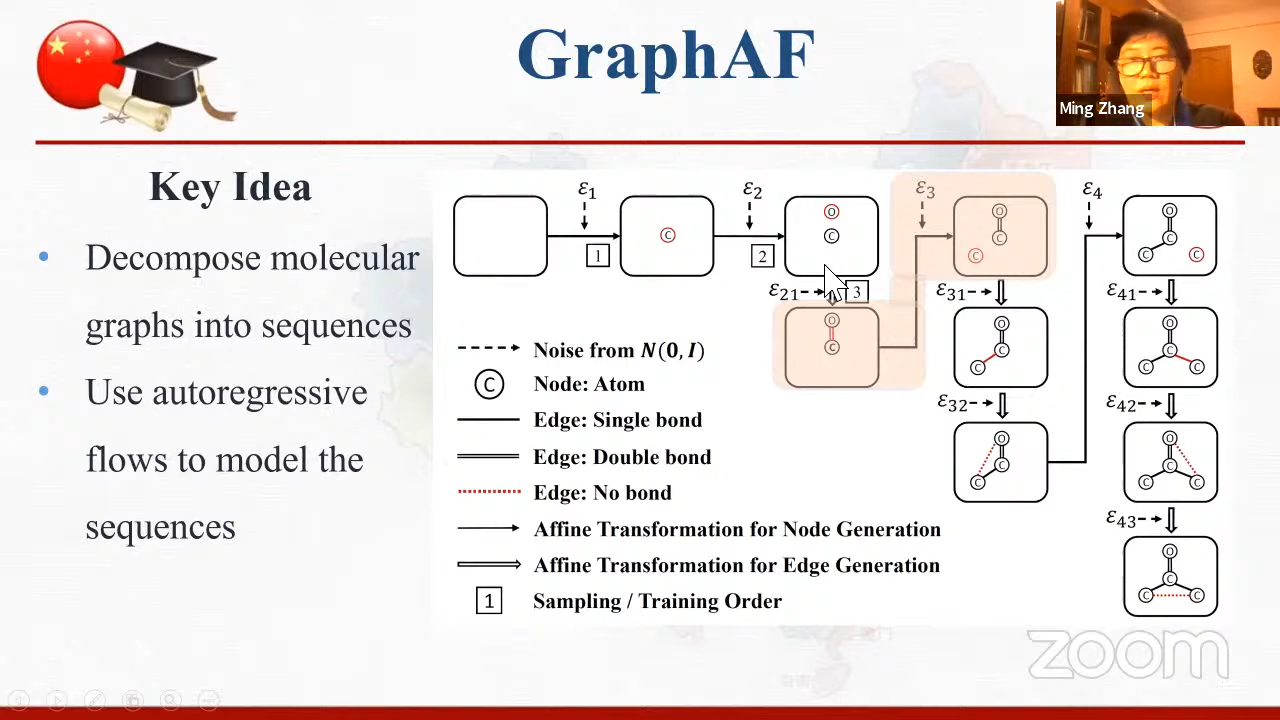 GraphAF
Ming Zhang
Key Idea
• Decompose molecular
graphs into sequences
• Use autoregressive
flows to model the
sequences
ε₁
ε₂
ε₃
ε₄
1
2
3
C
O
C
O
C
C
O
C
C
C
ε₂₁
ε₃₁
ε₄₁
O
C
O
C
C
O
C
C
C
ε₃₂
ε₄₂
O
C
C
O
C
C
C
ε₄₃
O
C
C
C
Noise from N(0, I)
C Node: Atom
Edge: Single bond
Edge: Double bond
Edge: No bond
Affine Transformation for Node Generation
Affine Transformation for Edge Generation
1 Sampling / Training Order
zoom